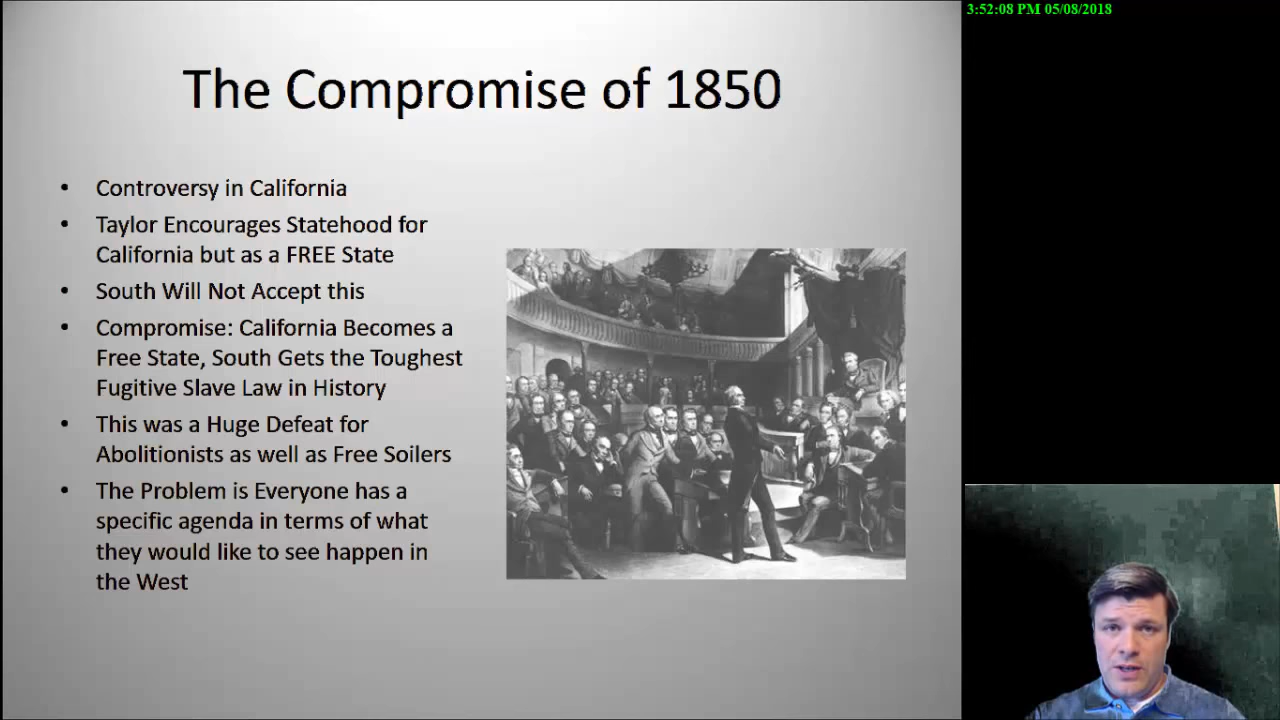 3:52:08 PM 05/08/2018
The Compromise of 1850
• Controversy in California
• Taylor Encourages Statehood for
California but as a FREE State
• South Will Not Accept this
• Compromise: California Becomes a
Free State, South Gets the Toughest
Fugitive Slave Law in History
• This was a Huge Defeat for
Abolitionists as well as Free Soilers
• The Problem is Everyone has a
specific agenda in terms of what
they would like to see happen in
the West